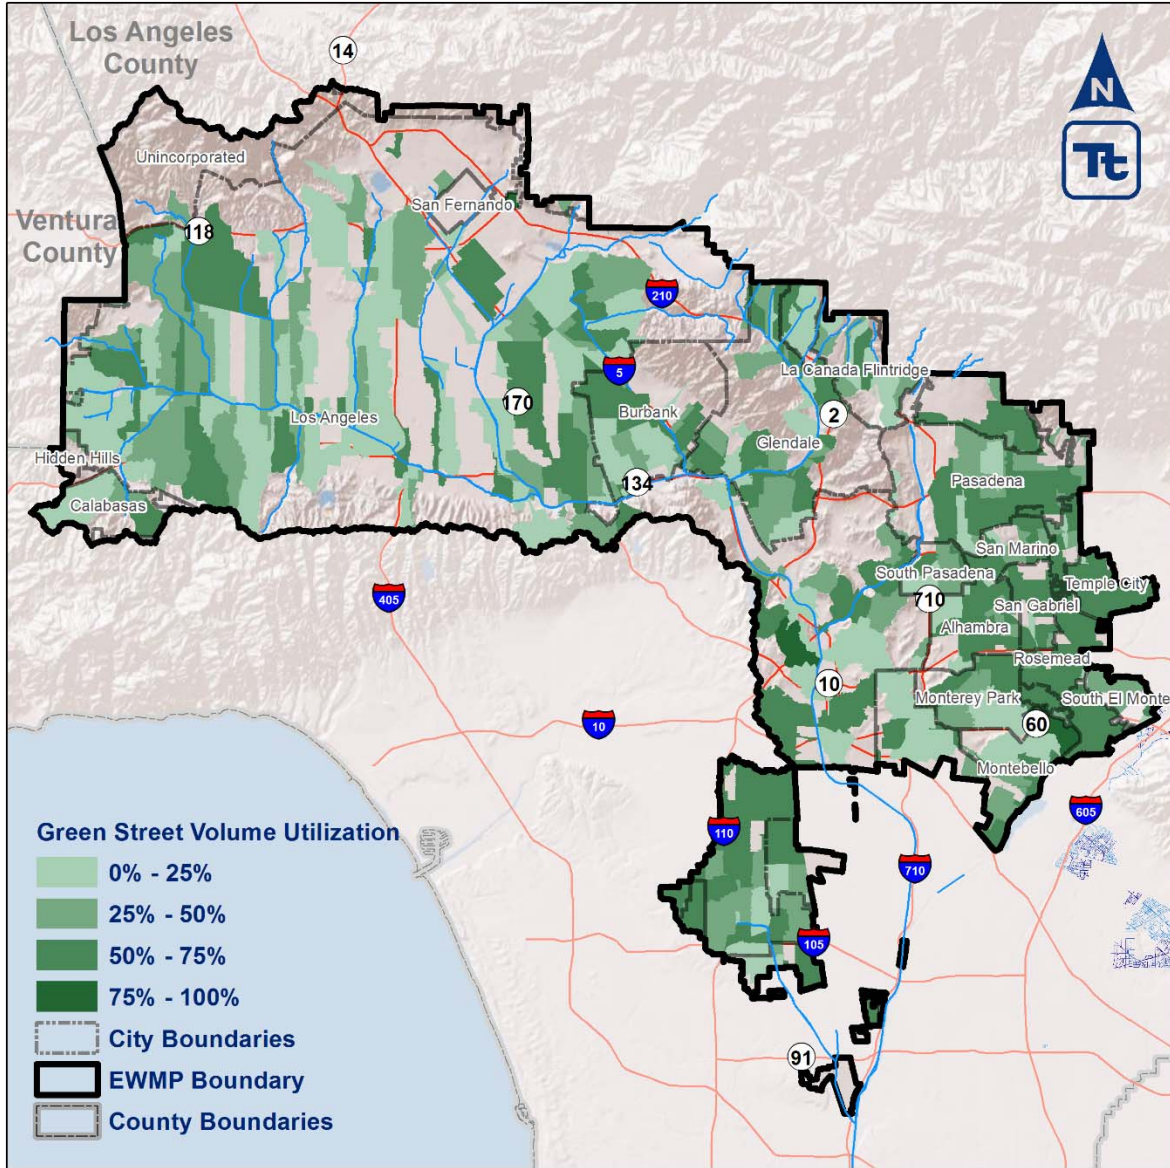 Los Angeles
County
14
N
Tt
Unincorporated
San Fernando
Ventura
County
118
210
5
La Canada Flintridge
170
Los Angeles
Burbank
2
Glendale
Hidden Hills
134
Pasadena
Calabasas
San Marino
South Pasadena
Temple City
405
710
San Gabriel
Alhambra
Rosemead
10
Monterey Park
South El Monte
10
60
Montebello
605
110
710
105
91
Green Street Volume Utilization
0% - 25%
25% - 50%
50% - 75%
75% - 100%
City Boundaries
EWMP Boundary
County Boundaries